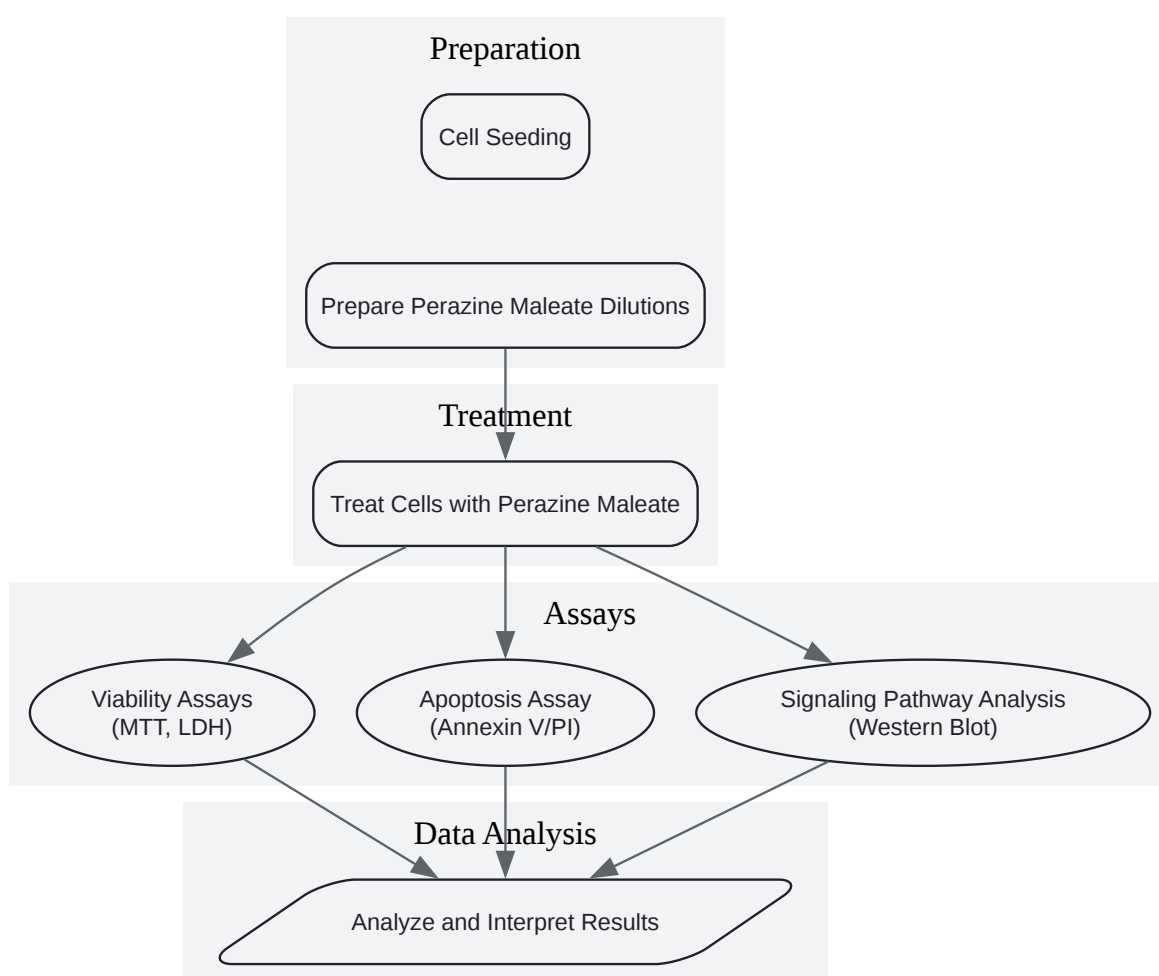 Preparation
Cell Seeding
Prepare Perazine Maleate Dilutions
Treatment
Treat Cells with Perazine Maleate
Assays
Viability Assays
(MTT, LDH)
Apoptosis Assay
(Annexin V/PI)
Signaling Pathway Analysis
(Western Blot)
Data Analysis
Analyze and Interpret Results